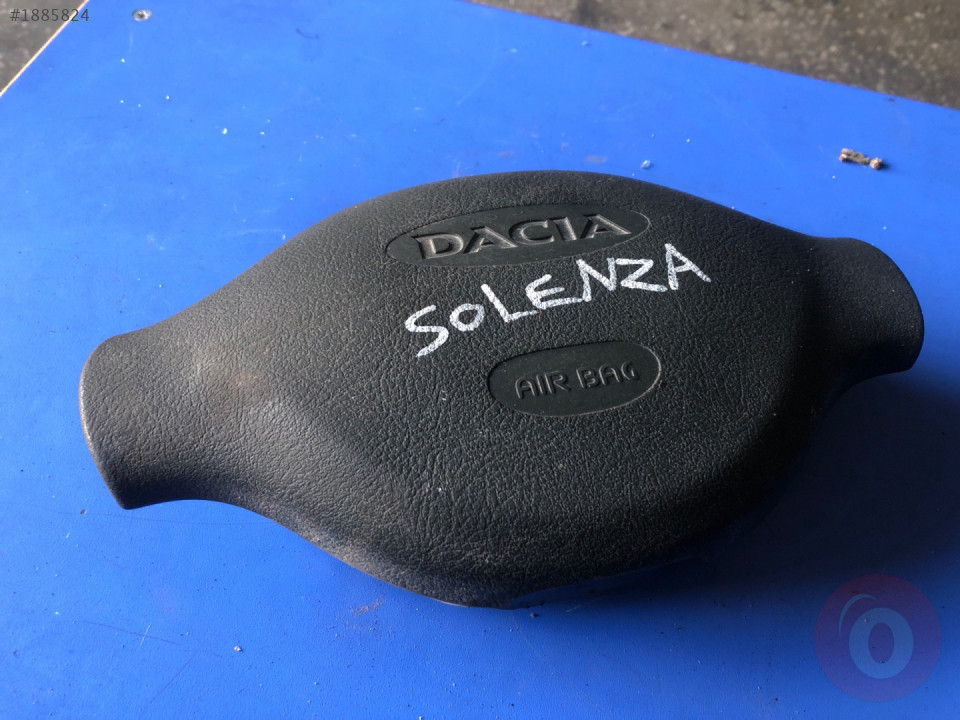 #1885824
DACIA
SOLENZA
AIR BAG
O